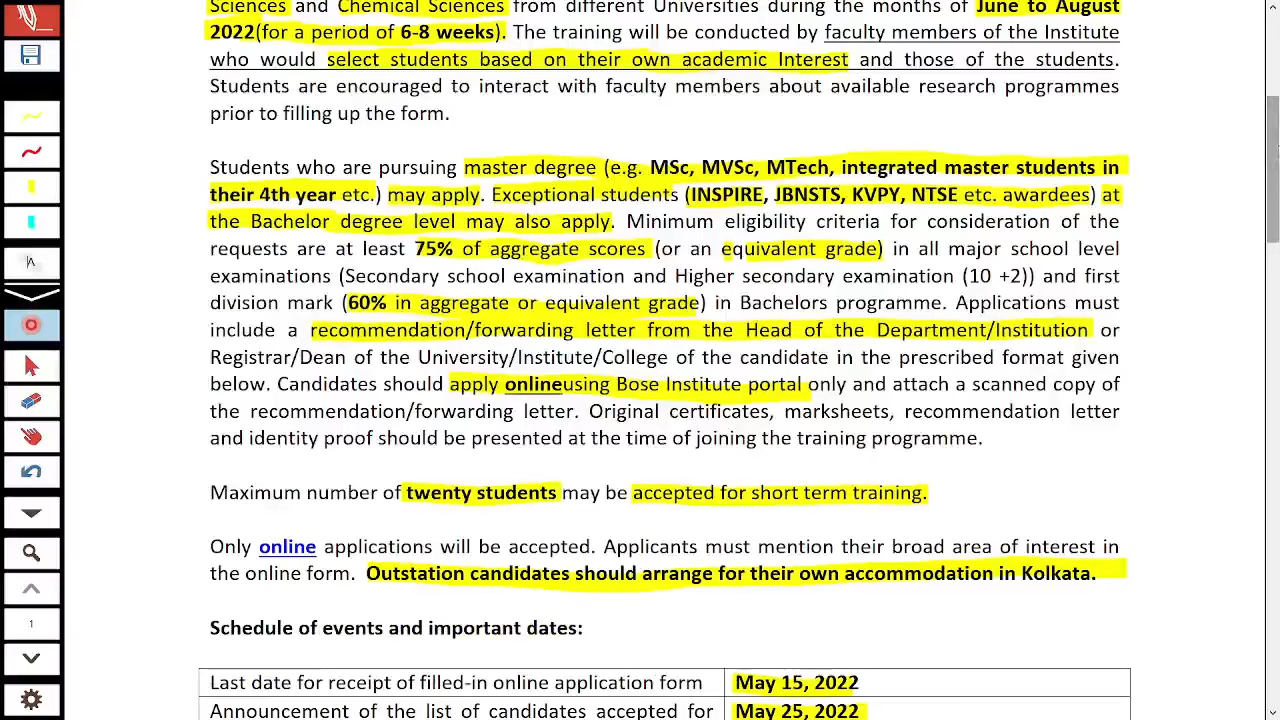 Sciences and Chemical Sciences from different Universities during the months of June to August
2022(for a period of 6-8 weeks). The training will be conducted by faculty members of the Institute
who would select students based on their own academic Interest and those of the students.
Students are encouraged to interact with faculty members about available research programmes
prior to filling up the form.
Students who are pursuing master degree (e.g. MSc, MVSc, MTech, integrated master students in
their 4th year etc.) may apply. Exceptional students (INSPIRE, JBNSTS, KVPY, NTSE etc. awardees) at
the Bachelor degree level may also apply. Minimum eligibility criteria for consideration of the
requests are at least 75% of aggregate scores (or an equivalent grade) in all major school level
examinations (Secondary school examination and Higher secondary examination (10 +2)) and first
division mark (60% in aggregate or equivalent grade) in Bachelors programme. Applications must
include a recommendation/forwarding letter from the Head of the Department/Institution or
Registrar/Dean of the University/Institute/College of the candidate in the prescribed format given
below. Candidates should apply onlineusing Bose Institute portal only and attach a scanned copy of
the recommendation/forwarding letter. Original certificates, marksheets, recommendation letter
and identity proof should be presented at the time of joining the training programme.
Maximum number of twenty students may be accepted for short term training.
Only online applications will be accepted. Applicants must mention their broad area of interest in
the online form. Outstation candidates should arrange for their own accommodation in Kolkata.
1
Schedule of events and important dates:
Last date for receipt of filled-in online application form May 15, 2022
Announcement of the list of candidates accepted for May 25, 2022